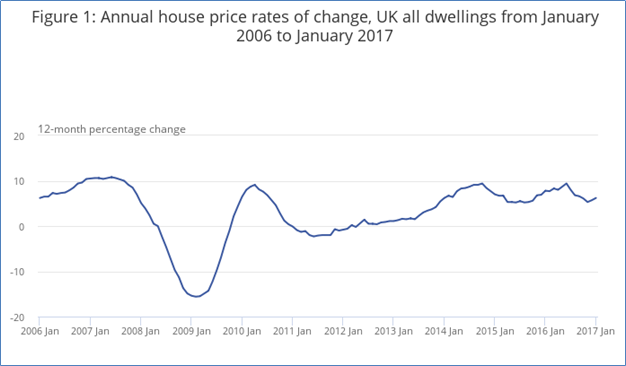 Figure 1: Annual house price rates of change, UK all dwellings from January
2006 to January 2017
12-month percentage change
20
10
0
-10
-20
2006 Jan 2007 Jan 2008 Jan 2009 Jan 2010 Jan 2011 Jan 2012 Jan 2013 Jan 2014 Jan 2015 Jan 2016 Jan 2017 Jan